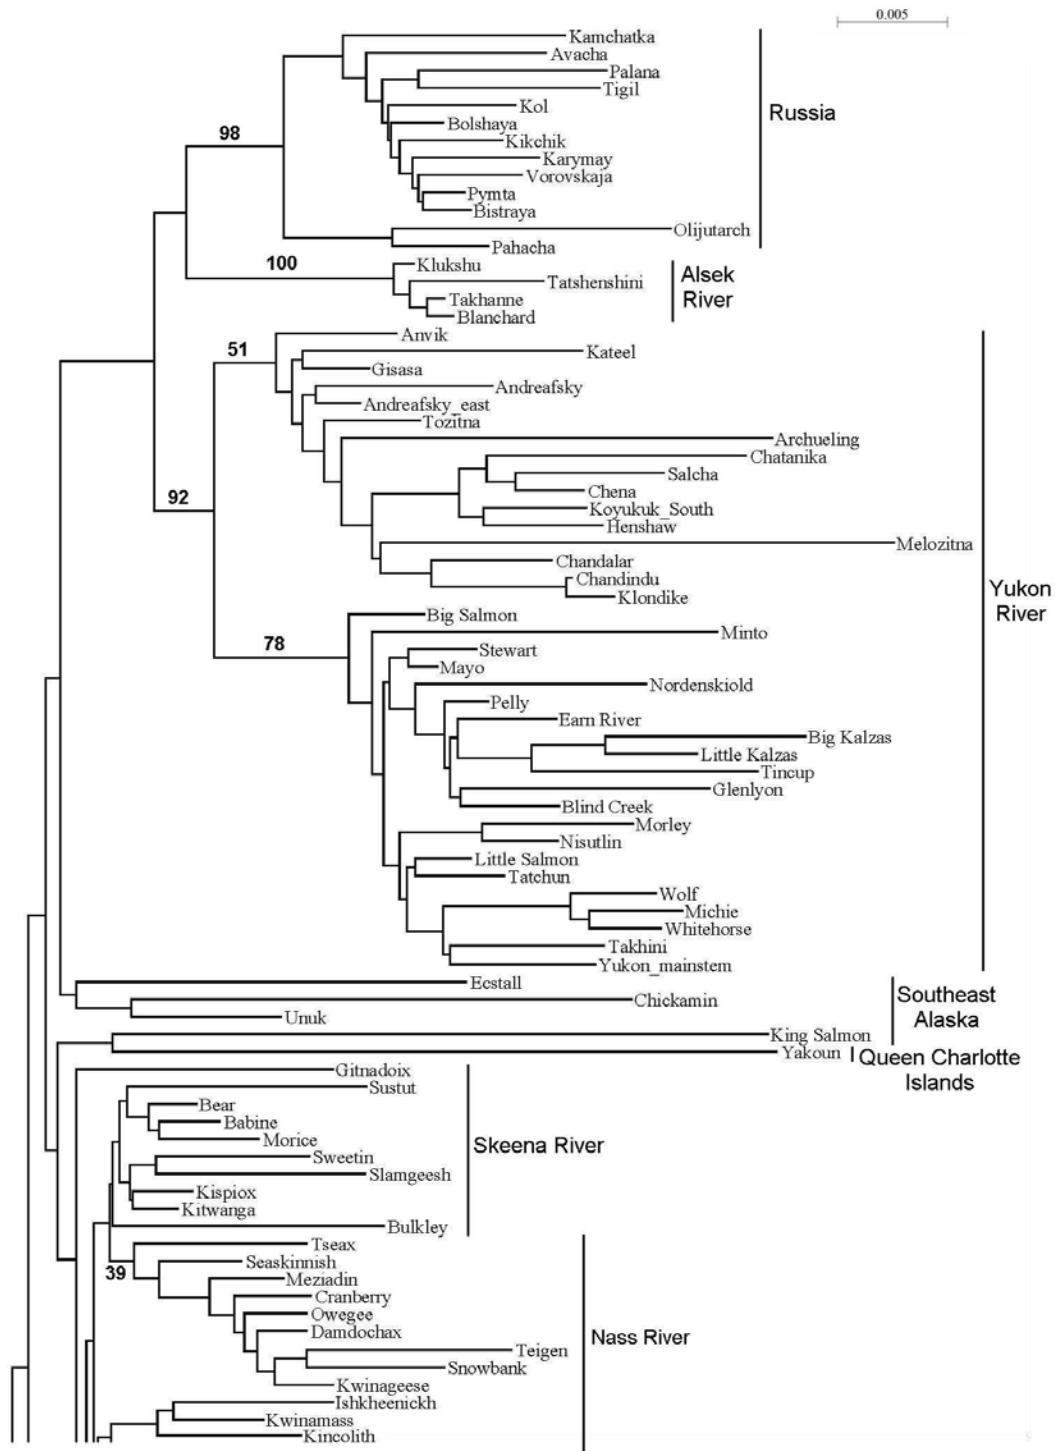 0.005
Kamchatka
Avacha
Palana
Tigil
Kol
Bolshaya
Kikchik
Karymay
Vorovskaja
Pymta
Bistraya
Olijutarch
Pahacha
Russia
98
Klukshu
Tatshenshini
Takhanne
Blanchard
100
Alsek
River
Anvik
Kateel
Gisasa
Andreafsky
Andreafsky_east
Tozitna
Archueling
Chatanika
Salcha
Chena
Koyukuk_South
Henshaw
Melozitna
Chandalar
Chandindu
Klondike
51
92
Big Salmon
Minto
Stewart
Mayo
Nordenskiold
Pelly
Earn River
Big Kalzas
Little Kalzas
Tincup
Glenlyon
Blind Creek
Morley
Nisutlin
Little Salmon
Tatchun
Wolf
Michie
Whitehorse
Takhini
Yukon_mainstem
78
Yukon
River
Ecstall
Chickamin
Unuk
King Salmon
Southeast
Alaska
Yakoun
Queen Charlotte
Islands
Gitnadoix
Sustut
Bear
Babine
Morice
Sweetin
Slamgeesh
Kispiox
Kitwanga
Bulkley
Skeena River
Tseax
39
Seaskinnish
Meziadin
Cranberry
Owegee
Damdochax
Teigen
Snowbank
Kwinageese
Ishkheenickh
Kwinamass
Kincolith
Nass River